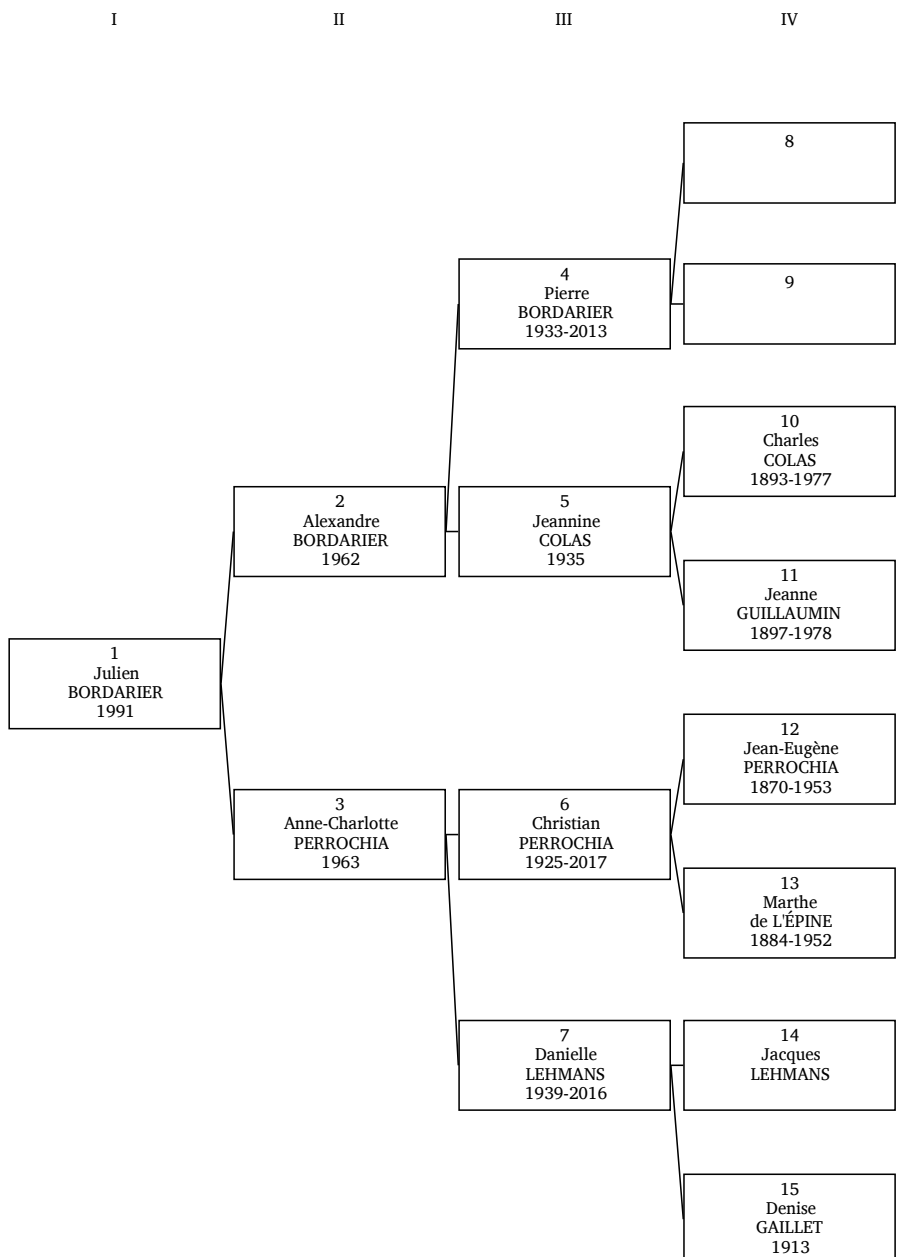 I II III IV
8
9
4
Pierre
BORDARIER
1933-2013
10
Charles
COLAS
1893-1977
2
Alexandre
BORDARIER
1962
5
Jeannine
COLAS
1935
11
Jeanne
GUILLAUMIN
1897-1978
1
Julien
BORDARIER
1991
12
Jean-Eugène
PERROCHIA
1870-1953
3
Anne-Charlotte
PERROCHIA
1963
6
Christian
PERROCHIA
1925-2017
13
Marthe
de L'ÉPINE
1884-1952
7
Danielle
LEHMANS
1939-2016
14
Jacques
LEHMANS
15
Denise
GAILLET
1913